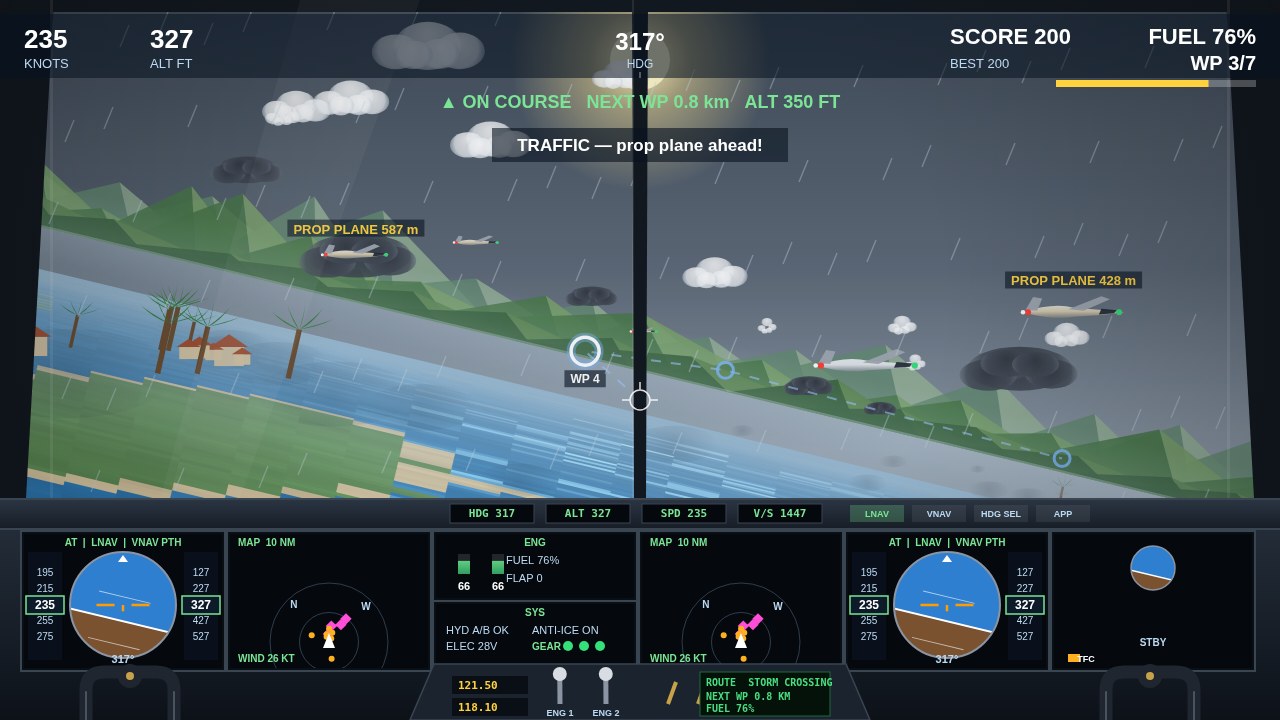 235 327 317° SCORE 200 FUEL 76%
KNOTS ALT FT HDG BEST 200 WP 3/7
▲ ON COURSE NEXT WP 0.8 km ALT 350 FT
TRAFFIC — prop plane ahead!
PROP PLANE 587 m
PROP PLANE 428 m
WP 4
HDG 317 ALT 327 SPD 235 V/S 1447 LNAV VNAV HDG SEL APP
AT | LNAV | VNAV PTH
195 127
215 215
235 327
255 427
275 527
317°
MAP 10 NM
N W
WIND 26 KT
ENG
FUEL 76%
FLAP 0
66 66
SYS
HYD A/B OK ANTI-ICE ON
ELEC 28V GEAR
MAP 10 NM
N W
WIND 26 KT
AT | LNAV | VNAV PTH
195 127
215 227
235 327
255 427
275 527
317°
STBY
TFC
121.50
118.10
ENG 1 ENG 2
ROUTE STORM CROSSING
NEXT WP 0.8 KM
FUEL 76%